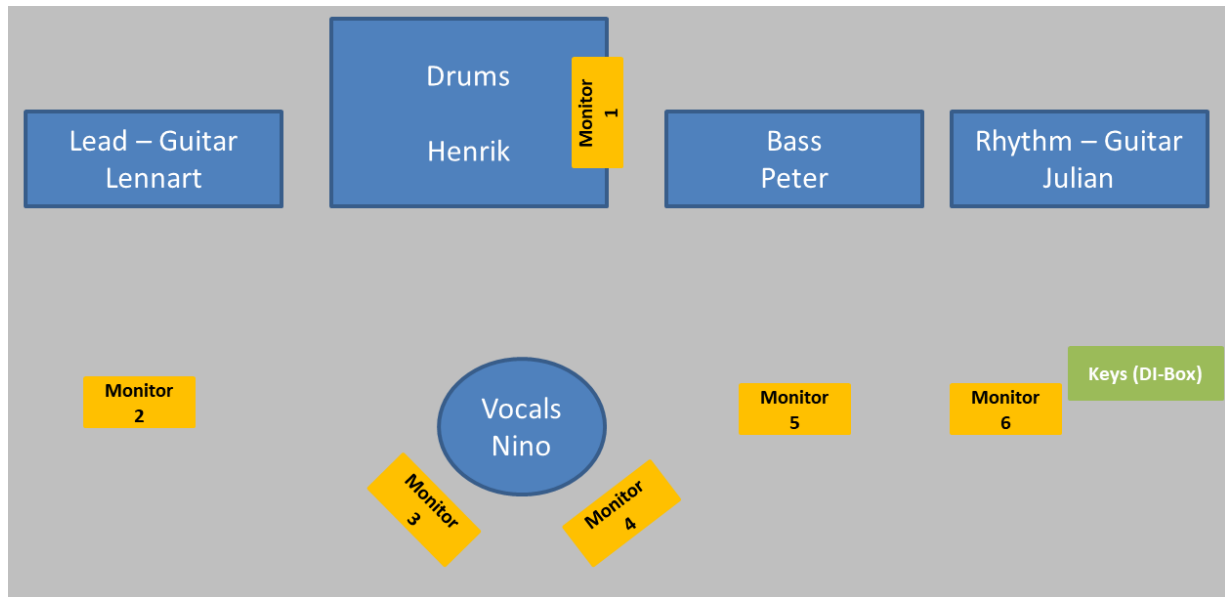 Drums
Henrik
Monitor
1
Lead – Guitar
Lennart
Bass
Peter
Rhythm – Guitar
Julian
Monitor
2
Vocals
Nino
Monitor
3
Monitor
4
Monitor
5
Monitor
6
Keys (DI-Box)